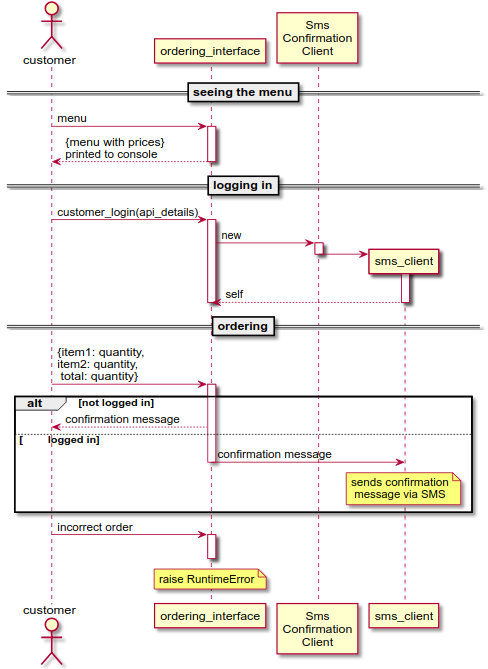 Sms
Confirmation
Client
ordering_interface
customer
seeing the menu
menu
{menu with prices}
printed to console
logging in
customer_login(api_details)
new
sms_client
self
ordering
{item1: quantity,
item2: quantity,
total: quantity}
alt [not logged in]
confirmation message
[ logged in]
confirmation message
sends confirmation
message via SMS
incorrect order
raise RuntimeError
customer
ordering_interface
Sms
Confirmation
Client
sms_client